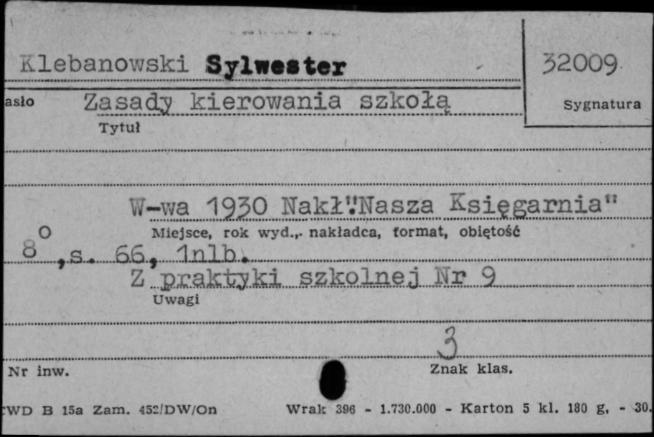 Klebanowski Sylwester
32009
asło Zasady kierowania szkołą
Sygnatura
Tytuł
W-wa 1930 Nakł."Nasza Księgarnia"
Miejsce, rok wyd., nakładca, format, objętość
8°, s. 66, 1nlb.
Z praktyki szkolnej Nr 9
Uwagi
3
Nr inw.
Znak klas.
WD B 15a Zam. 452/DW/On Wrak 396 - 1.730.000 - Karton 5 kl. 180 g. - 30.